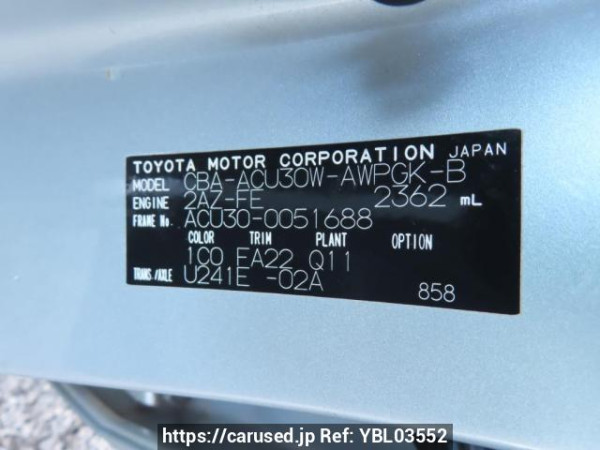 TOYOTA MOTOR CORPORATION JAPAN
MODEL CBA-ACU30W-AWPGK-B
ENGINE 2AZ-FE 2362 mL
FRAME No. ACU30-0051688
COLOR TRIM PLANT OPTION
1C0 FA22 Q11
TRANS/AXLE U241E -02A
858
https://carused.jp Ref: YBL03552